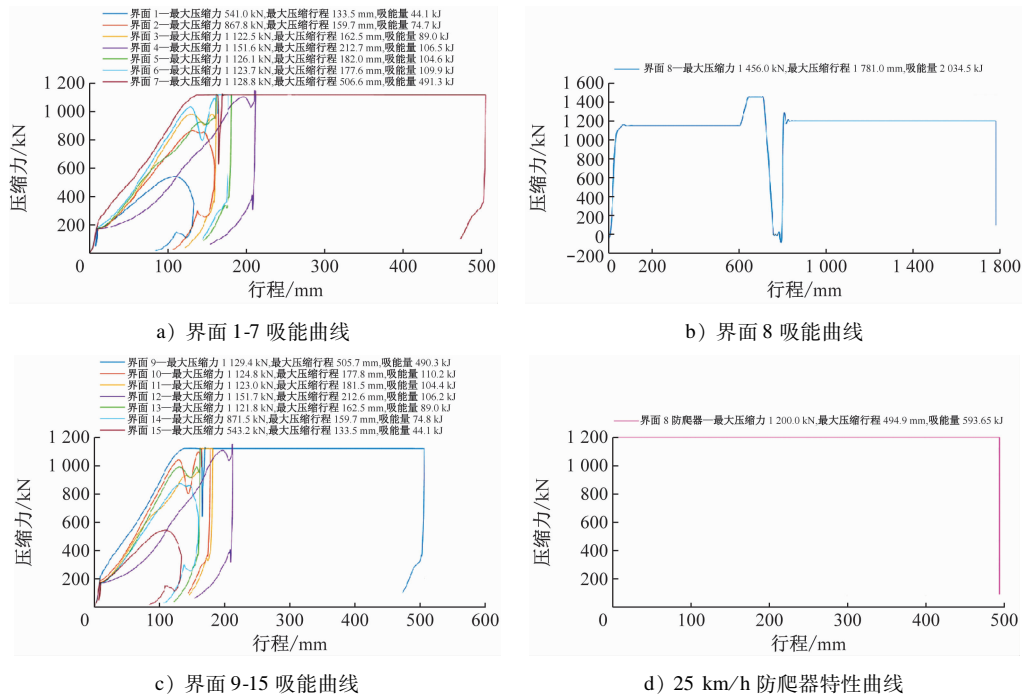 界面 1—最大压缩力 541.0 kN,最大压缩行程 133.5 mm,吸能量 44.1 kJ
界面 2—最大压缩力 867.8 kN,最大压缩行程 159.7 mm,吸能量 74.7 kJ
界面 3—最大压缩力 1 122.5 kN,最大压缩行程 162.5 mm,吸能量 89.0 kJ
界面 4—最大压缩力 1 151.6 kN,最大压缩行程 212.7 mm,吸能量 106.5 kJ
界面 5—最大压缩力 1 126.1 kN,最大压缩行程 182.0 mm,吸能量 104.6 kJ
界面 6—最大压缩力 1 123.7 kN,最大压缩行程 177.6 mm,吸能量 109.9 kJ
界面 7—最大压缩力 1 128.8 kN,最大压缩行程 506.6 mm,吸能量 491.3 kJ
1 200
1 000
800
600
400
200
0 100 200 300 400 500
压缩力/kN
行程/mm
a) 界面 1-7 吸能曲线
界面 8—最大压缩力 1 456.0 kN,最大压缩行程 1 781.0 mm,吸能量 2 034.5 kJ
1 600
1 400
1 200
1 000
800
600
400
200
0
-200
0 200 600 1 000 1 400 1 800
压缩力/kN
行程/mm
b) 界面 8 吸能曲线
界面 9—最大压缩力 1 129.4 kN,最大压缩行程 505.7 mm,吸能量 490.3 kJ
界面 10—最大压缩力 1 124.8 kN,最大压缩行程 177.8 mm,吸能量 110.2 kJ
界面 11—最大压缩力 1 123.0 kN,最大压缩行程 181.5 mm,吸能量 104.4 kJ
界面 12—最大压缩力 1 151.7 kN,最大压缩行程 212.6 mm,吸能量 106.2 kJ
界面 13—最大压缩力 1 121.8 kN,最大压缩行程 162.5 mm,吸能量 89.0 kJ
界面 14—最大压缩力 871.5 kN,最大压缩行程 159.7 mm,吸能量 74.8 kJ
界面 15—最大压缩力 543.2 kN,最大压缩行程 133.5 mm,吸能量 44.1 kJ
1 200
1 000
800
600
400
200
0 100 200 300 400 500 600
压缩力/kN
行程/mm
c) 界面 9-15 吸能曲线
界面 8 防爬器—最大压缩力 1 200.0 kN,最大压缩行程 494.9 mm,吸能量 593.65 kJ
1 200
1 000
800
600
400
200
0 100 200 300 400 500
压缩力/kN
行程/mm
d) 25 km/h 防爬器特性曲线